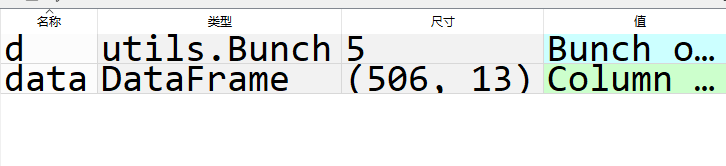 名称 类型 尺寸 值
d utils.Bunch 5 Bunch o…
data DataFrame (506, 13) Column …